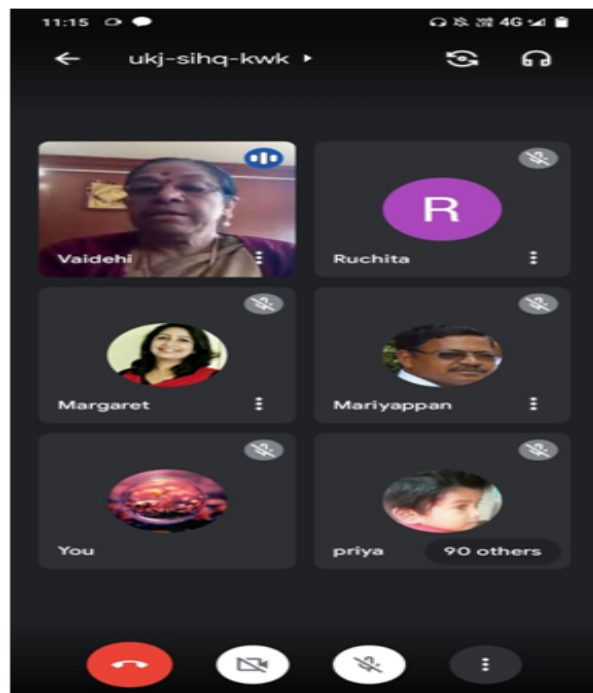 11:15 4G
ukj-sihq-kwk
Vaidehi
R
Ruchita
Margaret
Mariyappan
You
priya 90 others